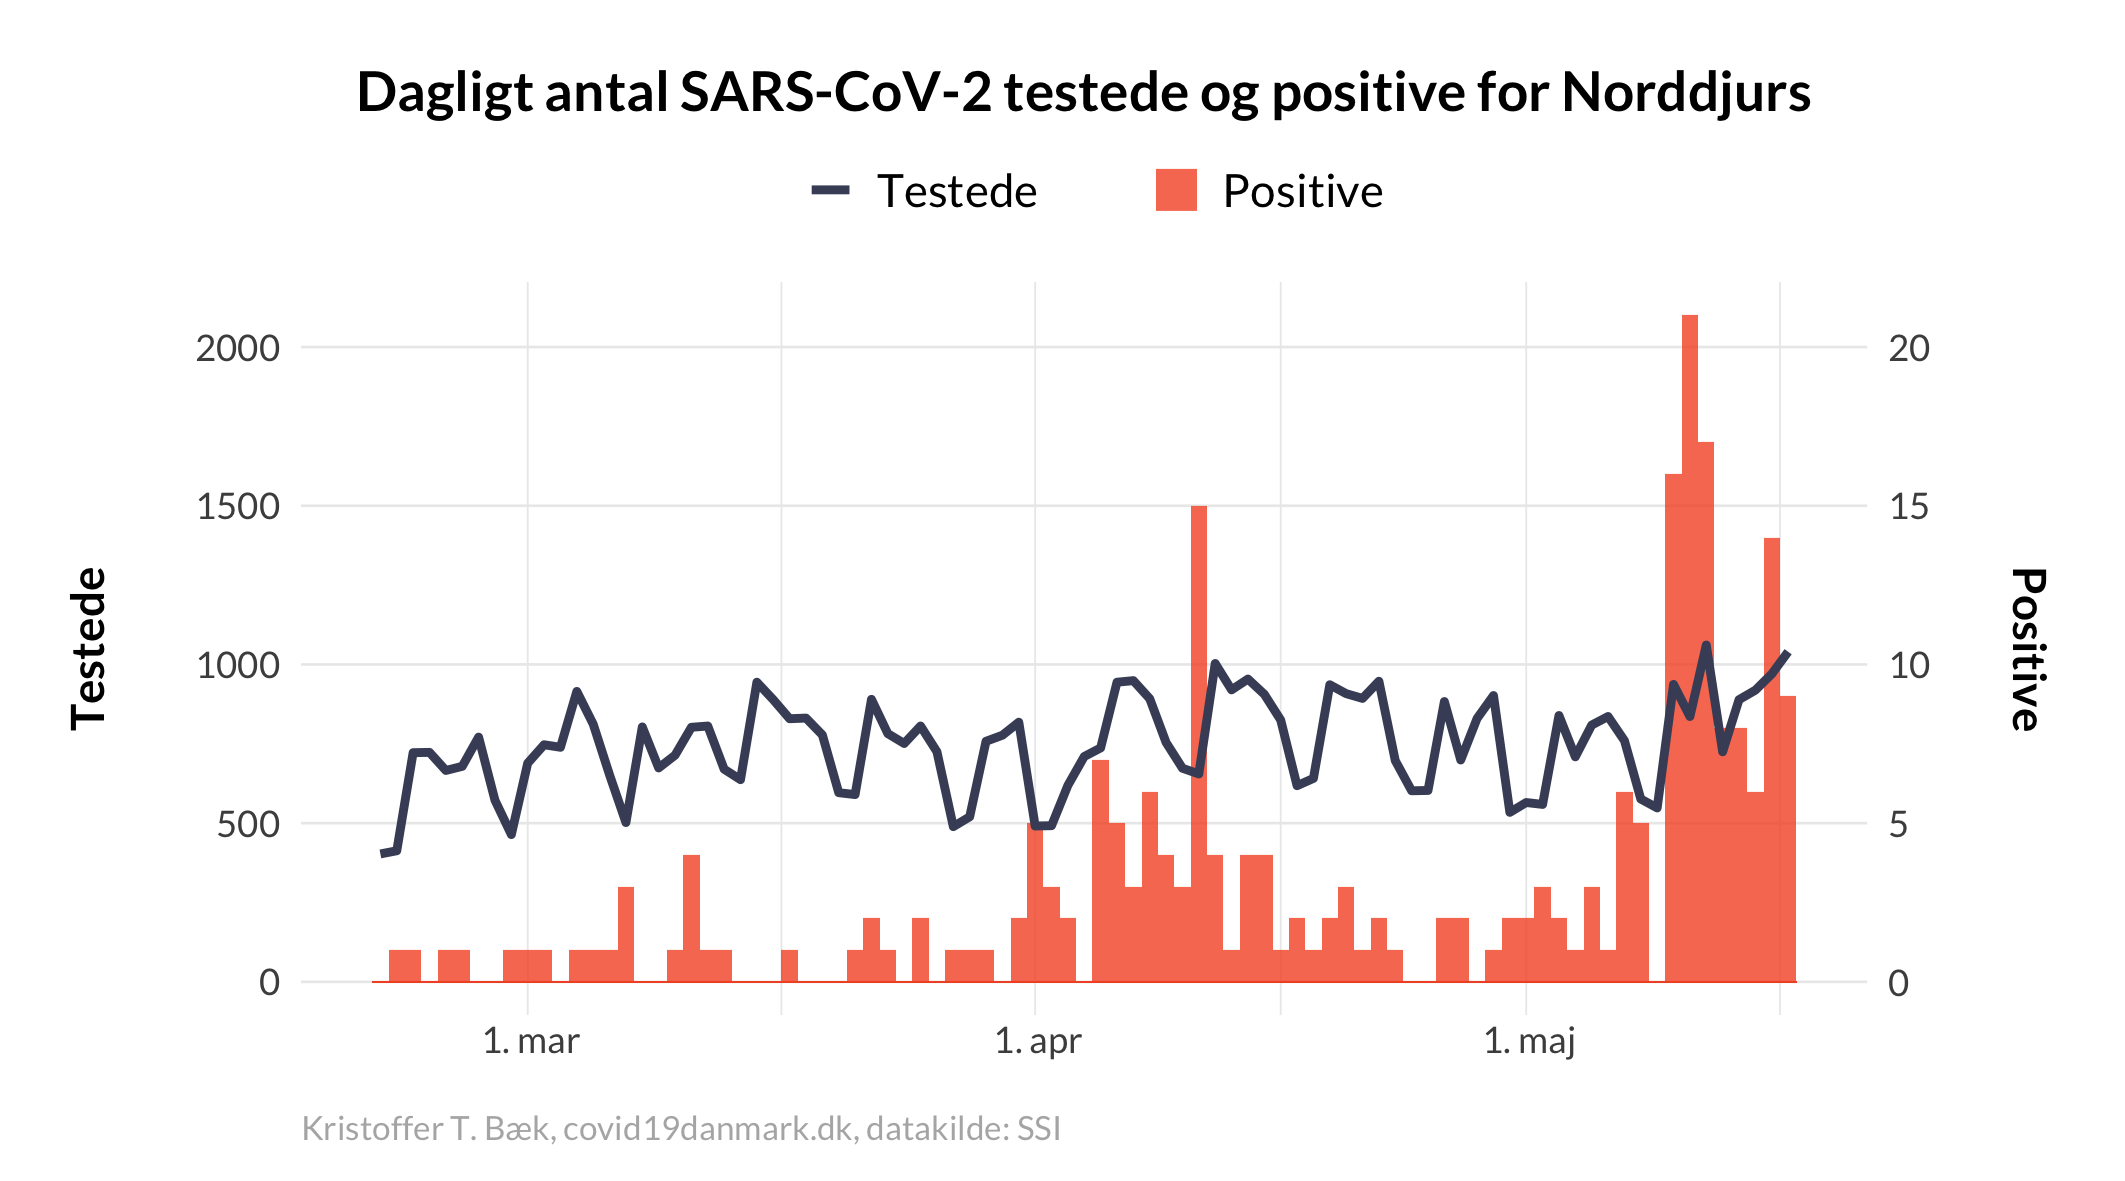 Dagligt antal SARS-CoV-2 testede og positive for Norddjurs
Testede
Positive
2000
1500
1000
500
0
20
15
10
5
0
Testede
Positive
1. mar
1. apr
1. maj
Kristoffer T. Bæk, covid19danmark.dk, datakilde: SSI